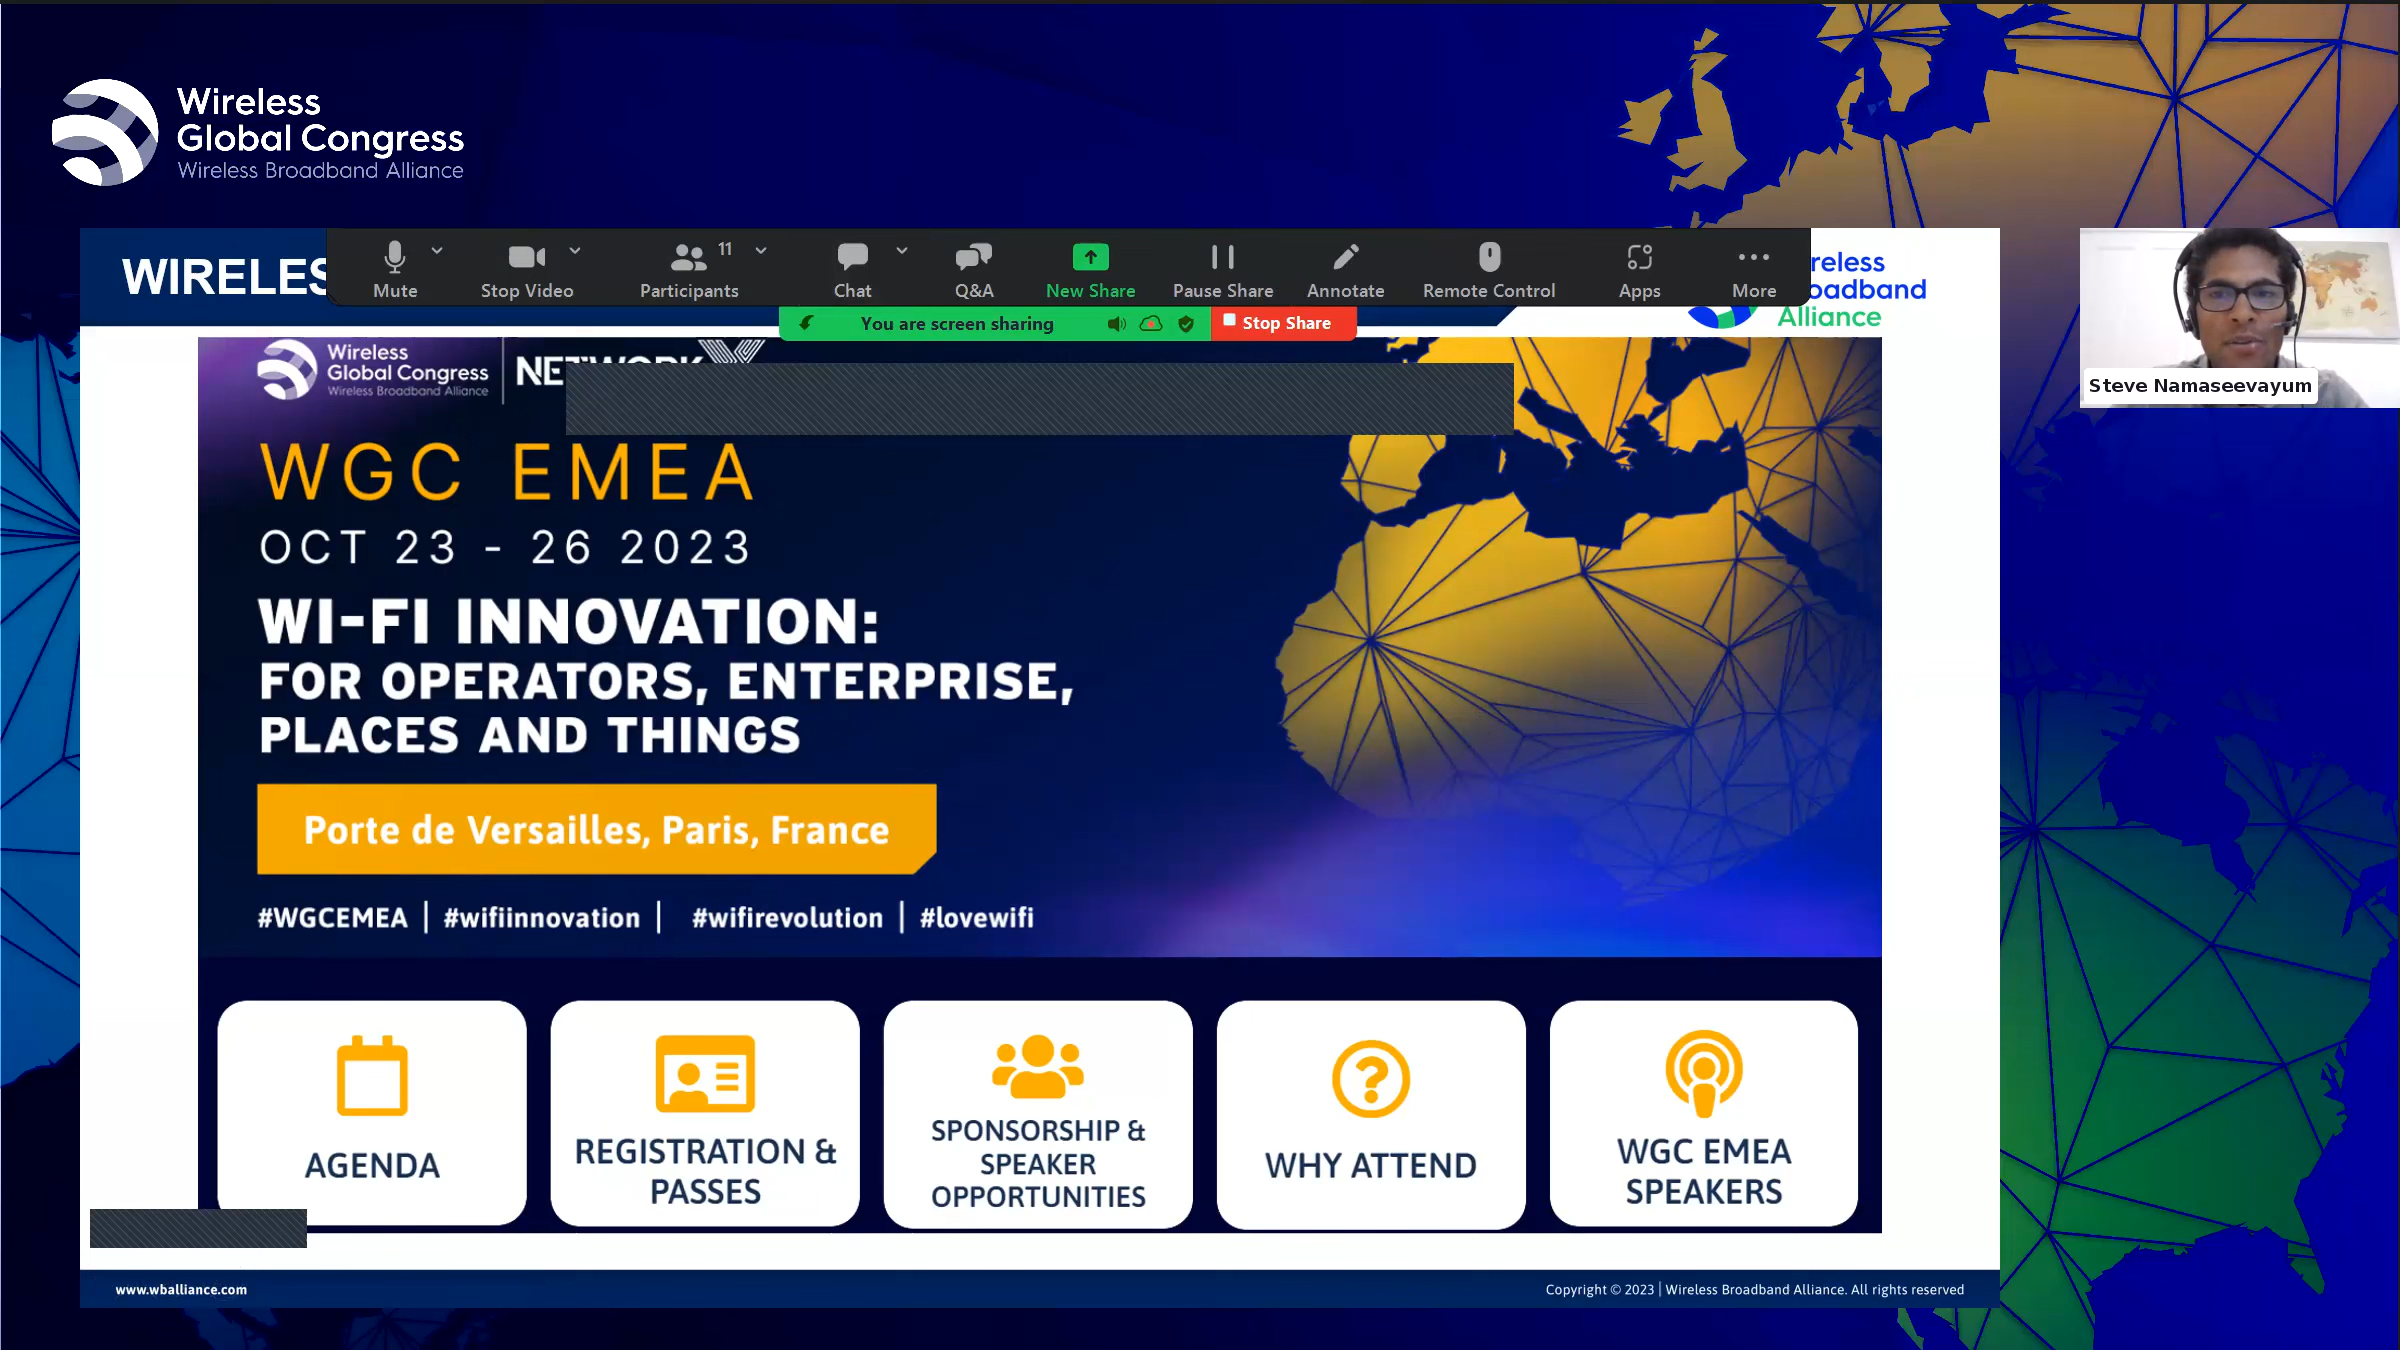 Wireless
Global Congress
Wireless Broadband Alliance
11
Mute
Stop Video
Participants
Chat
Q&A
New Share
Pause Share
Annotate
Remote Control
Apps
More
You are screen sharing
Stop Share
Alliance
Steve Namaseevayum
Wireless
Global Congress
Wireless Broadband Alliance
WGC EMEA
OCT 23 - 26 2023
WI-FI INNOVATION:
FOR OPERATORS, ENTERPRISE,
PLACES AND THINGS
Porte de Versailles, Paris, France
#WGCEMEA | #wifiinnovation | #wifirevolution | #lovewifi
AGENDA
REGISTRATION &
PASSES
SPONSORSHIP &
SPEAKER
OPPORTUNITIES
WHY ATTEND
WGC EMEA
SPEAKERS
www.wballiance.com
Copyright © 2023 | Wireless Broadband Alliance. All rights reserved